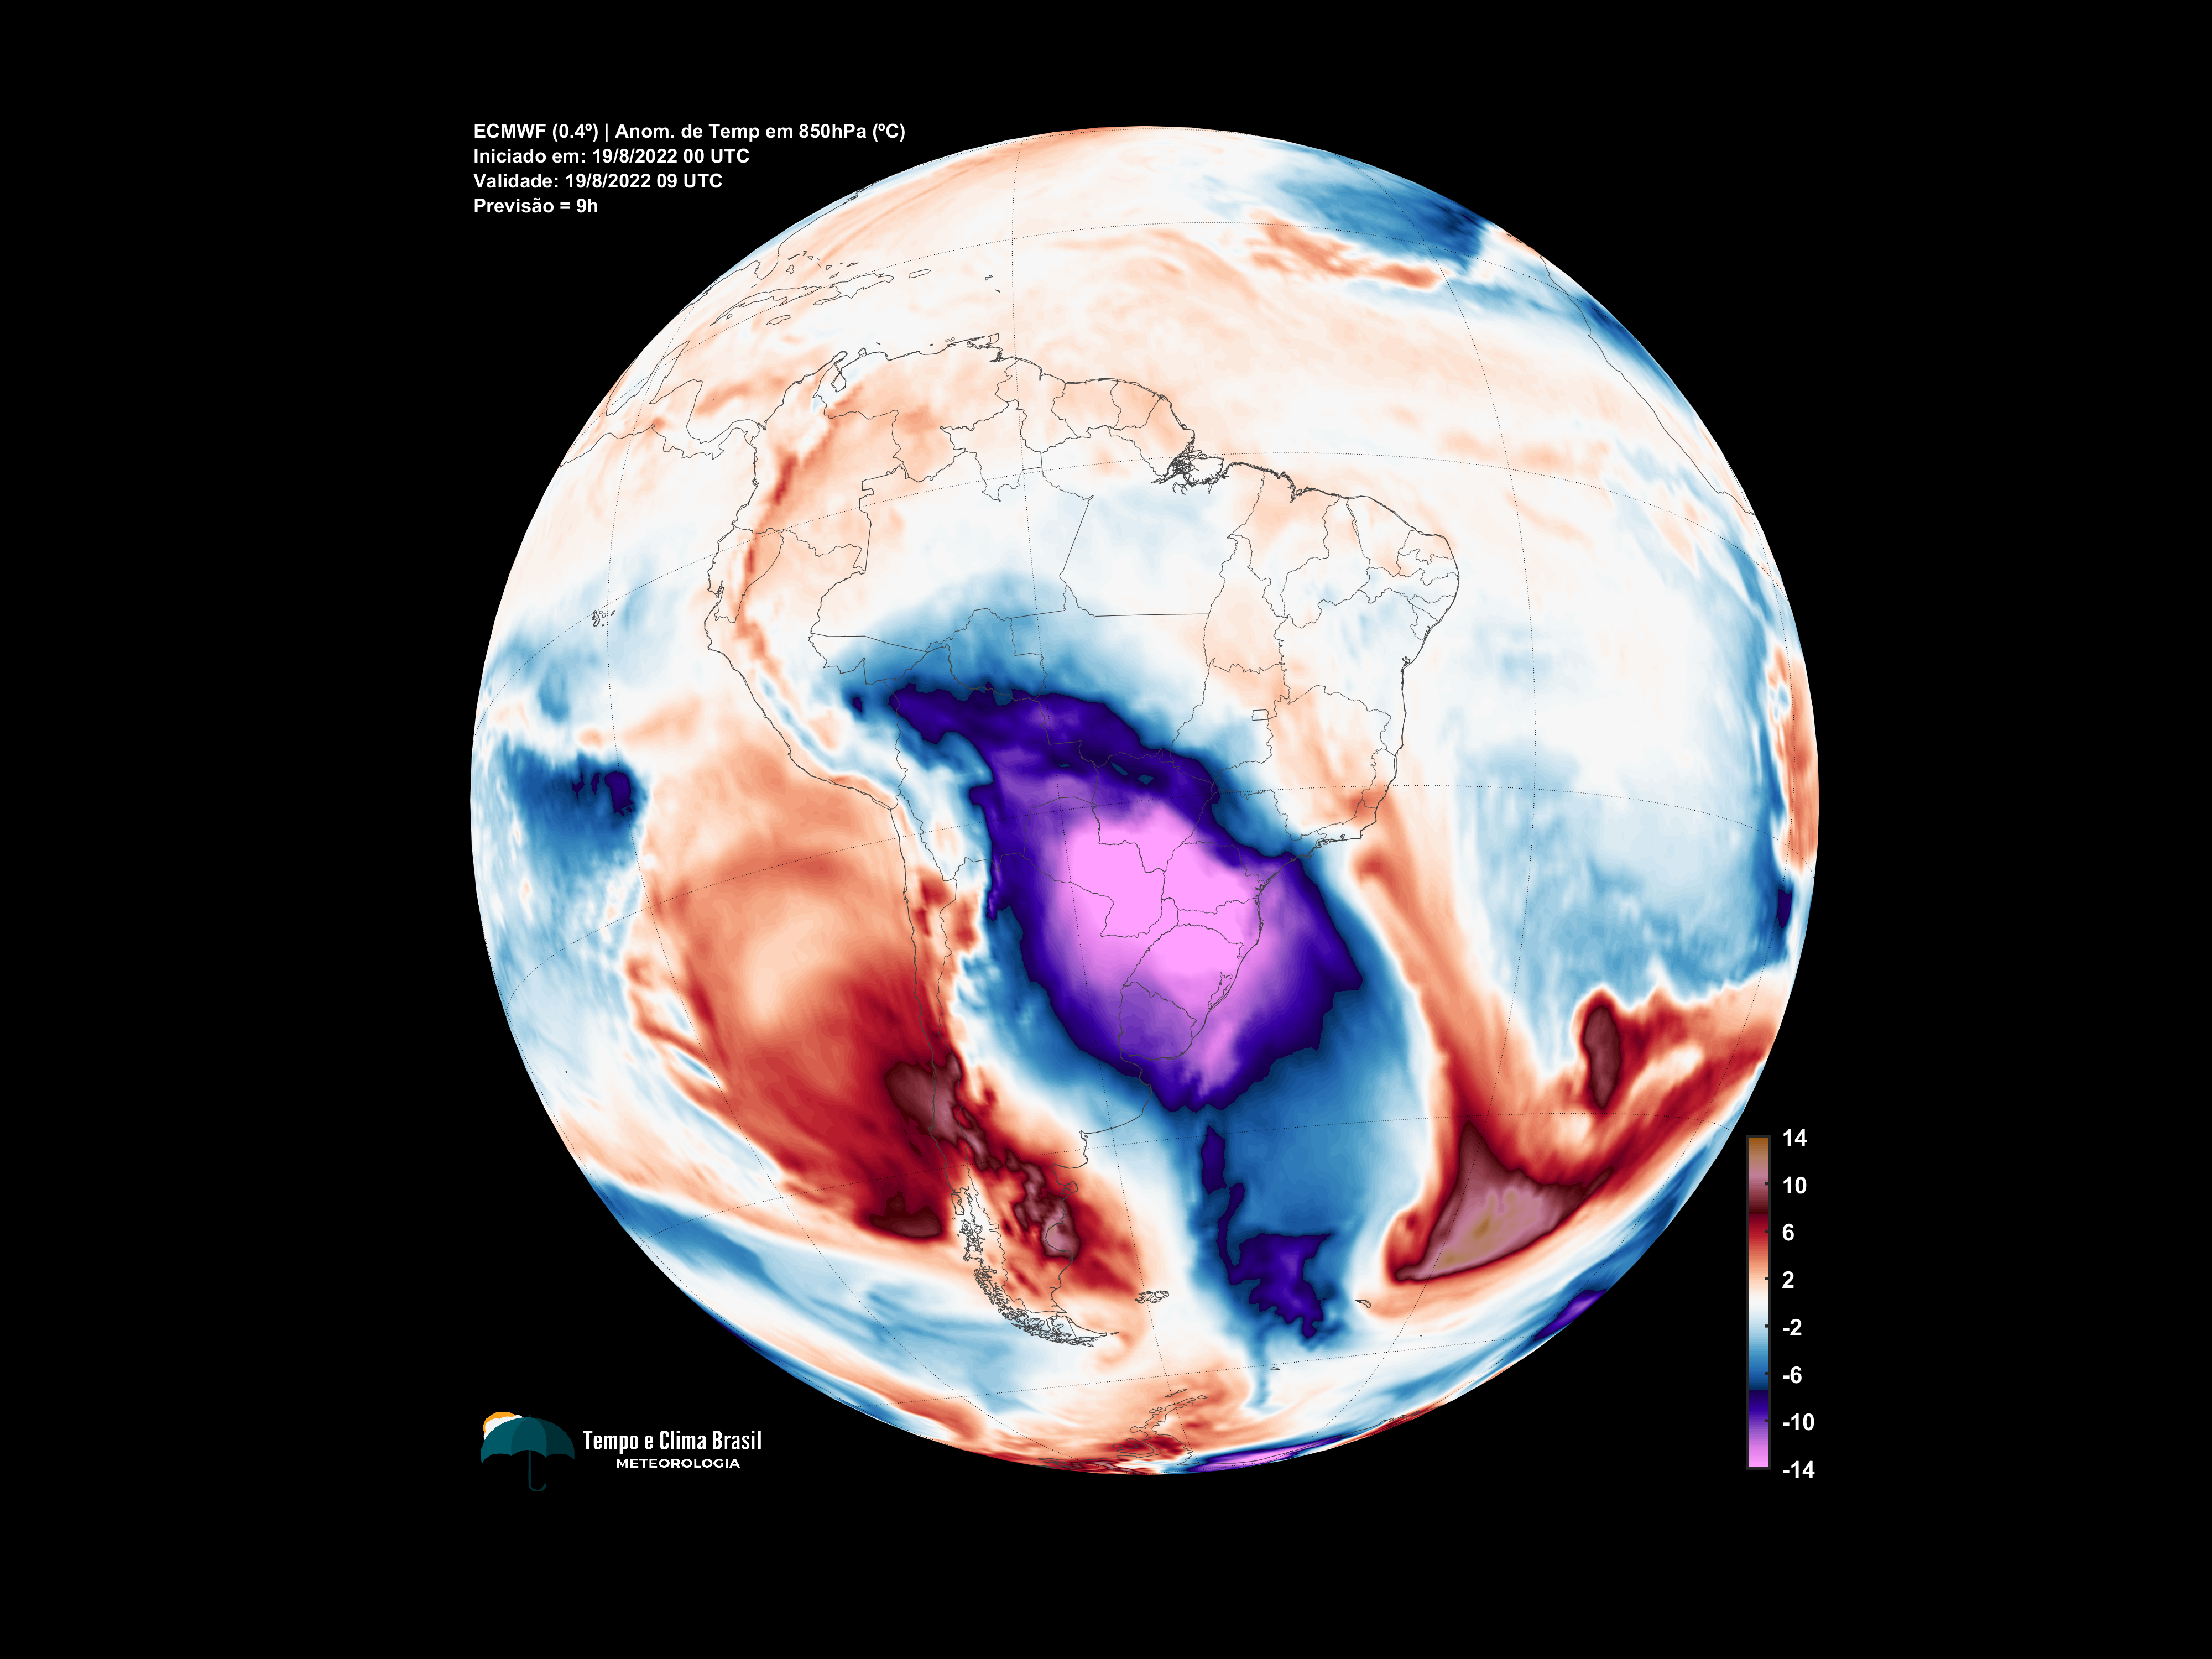 ECMWF (0.4º) | Anom. de Temp em 850hPa (ºC)
Iniciado em: 19/8/2022 00 UTC
Validade: 19/8/2022 09 UTC
Previsão = 9h
14
10
6
2
-2
-6
-10
-14
Tempo e Clima Brasil
METEOROLOGIA